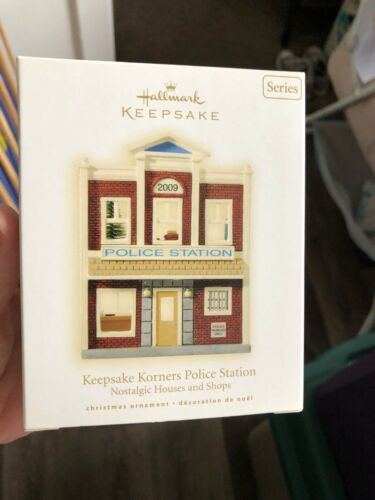 Hallmark
KEEPSAKE
Series
2009
POLICE STATION
Keepsake Korners Police Station
Nostalgic Houses and Shops
christmas ornament • décoration de noël